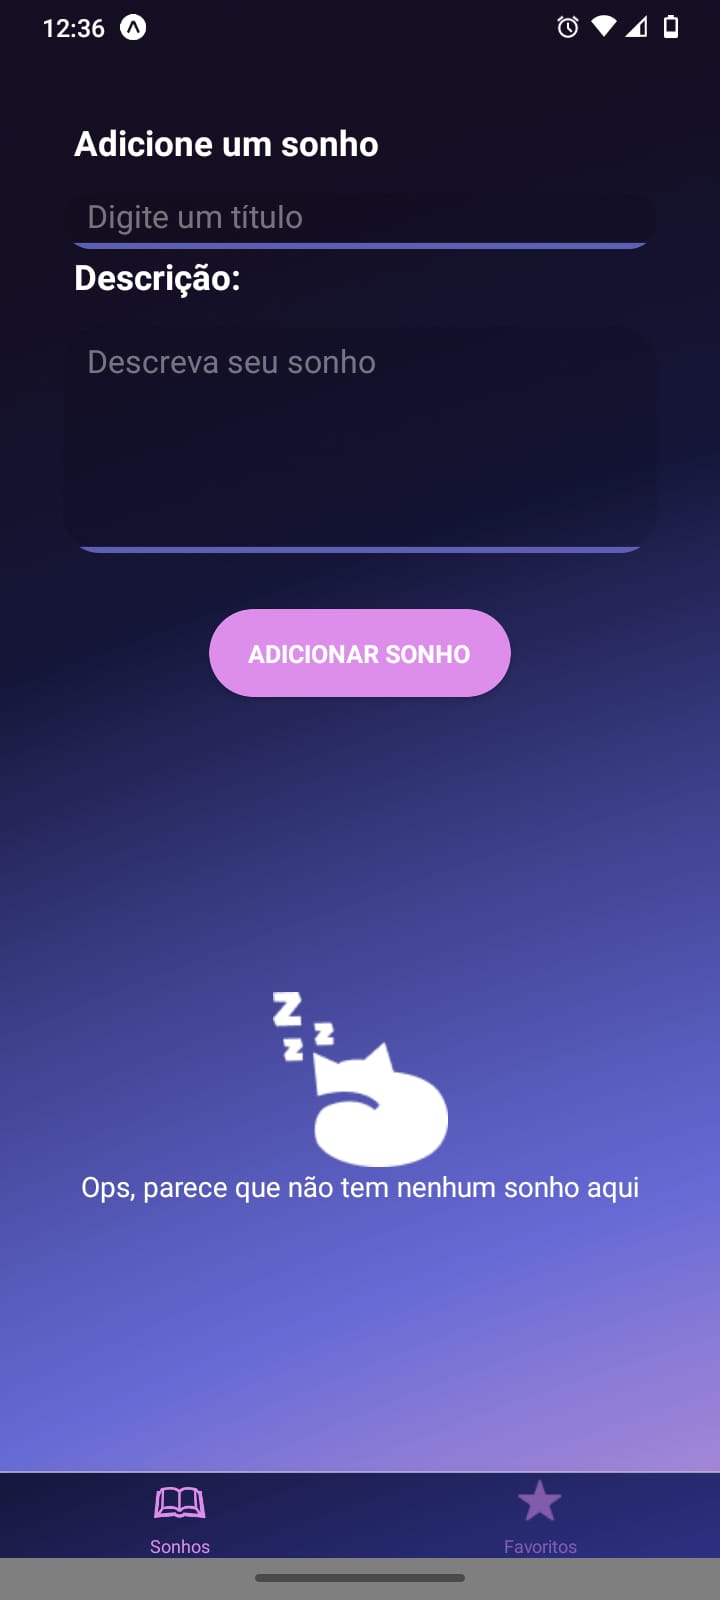 12:36
Adicione um sonho
Digite um título
Descrição:
Descreva seu sonho
ADICIONAR SONHO
Z
Z
Z
Ops, parece que não tem nenhum sonho aqui
Sonhos
Favoritos